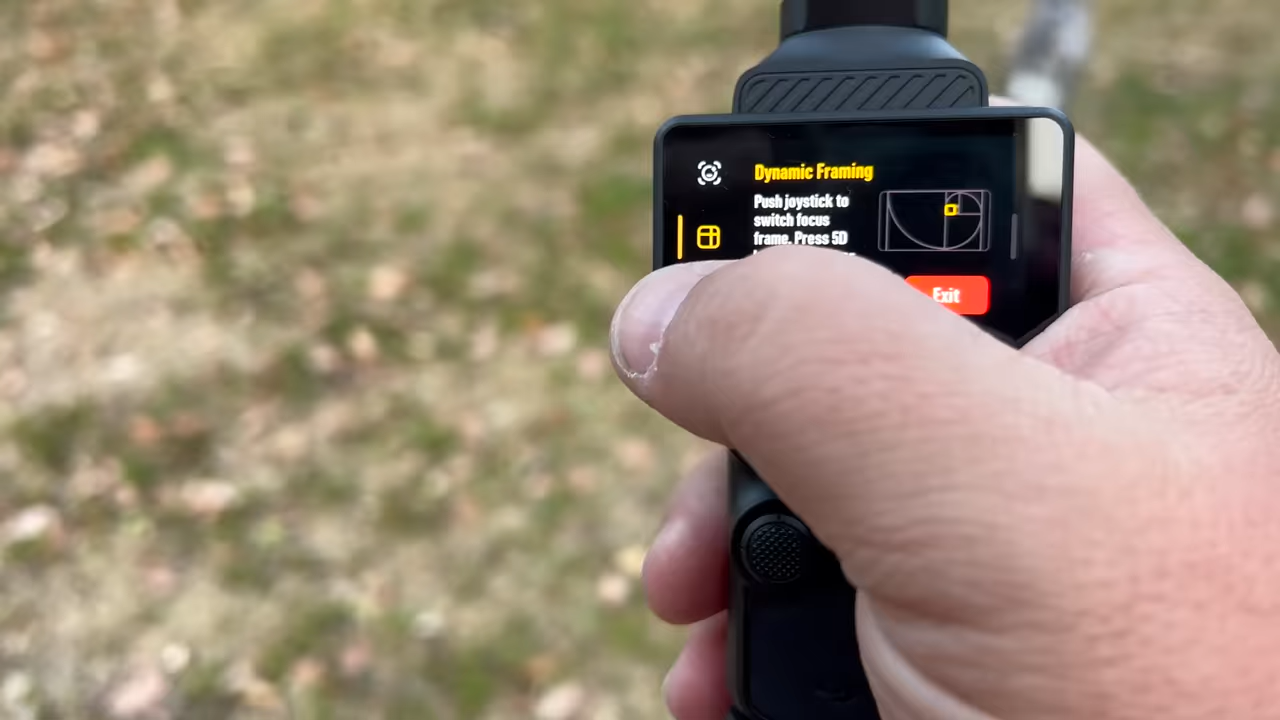 Dynamic Framing
Push joystick to
switch focus
frame. Press 5D
Exit